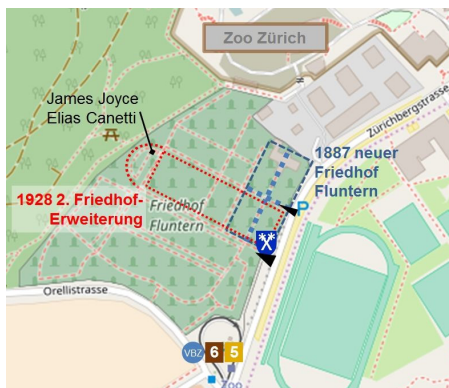 Zoo Zürich
James Joyce
Elias Canetti
Zürichbergstrasse
1887 neuer
Friedhof
Fluntern
P
1928 2. Friedhof-
Erweiterung
Friedhof
Fluntern
Orellistrasse
VBZ 6 5
Zoo